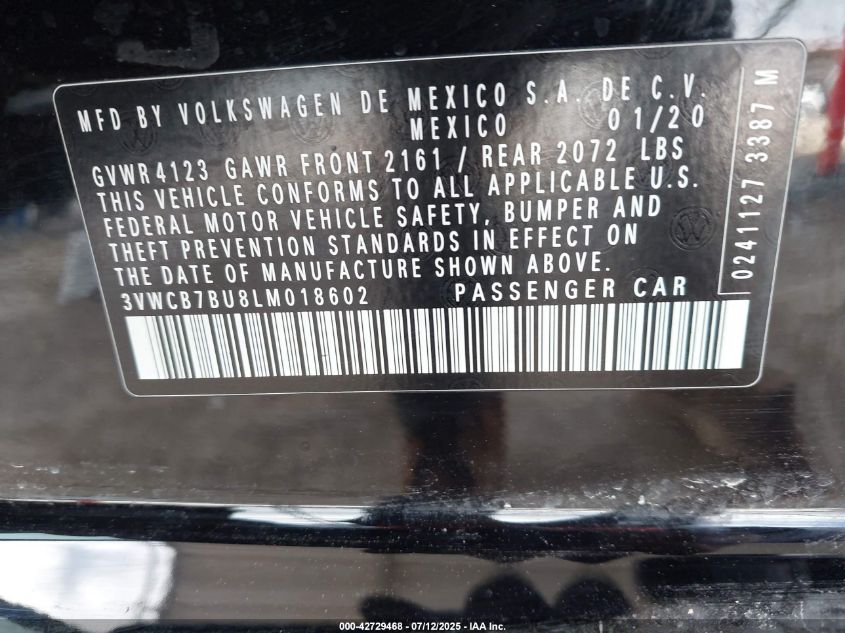 MFD BY VOLKSWAGEN DE MEXICO S.A. DE C.V.
MEXICO 01/20
GVWR 4123 GAWR FRONT 2161 / REAR 2072 LBS
THIS VEHICLE CONFORMS TO ALL APPLICABLE U.S.
FEDERAL MOTOR VEHICLE SAFETY, BUMPER AND
THEFT PREVENTION STANDARDS IN EFFECT ON
THE DATE OF MANUFACTURE SHOWN ABOVE.
3VWCB7BU8LM018602 PASSENGER CAR
0241127 3387 M
000-42729468 - 07/12/2025 - IAA Inc.